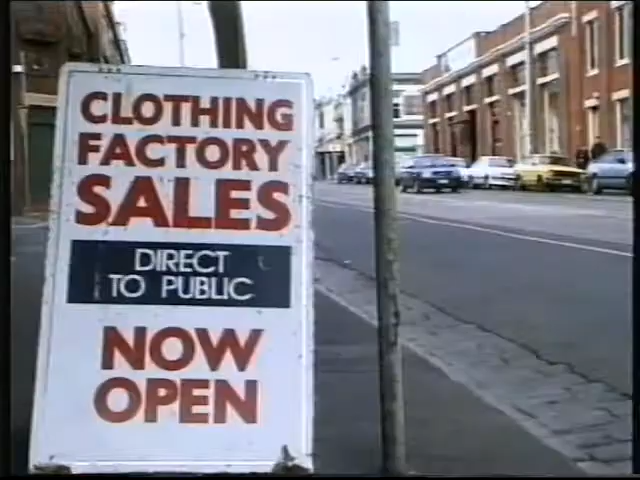 CLOTHING
FACTORY
SALES
DIRECT
TO PUBLIC
NOW
OPEN